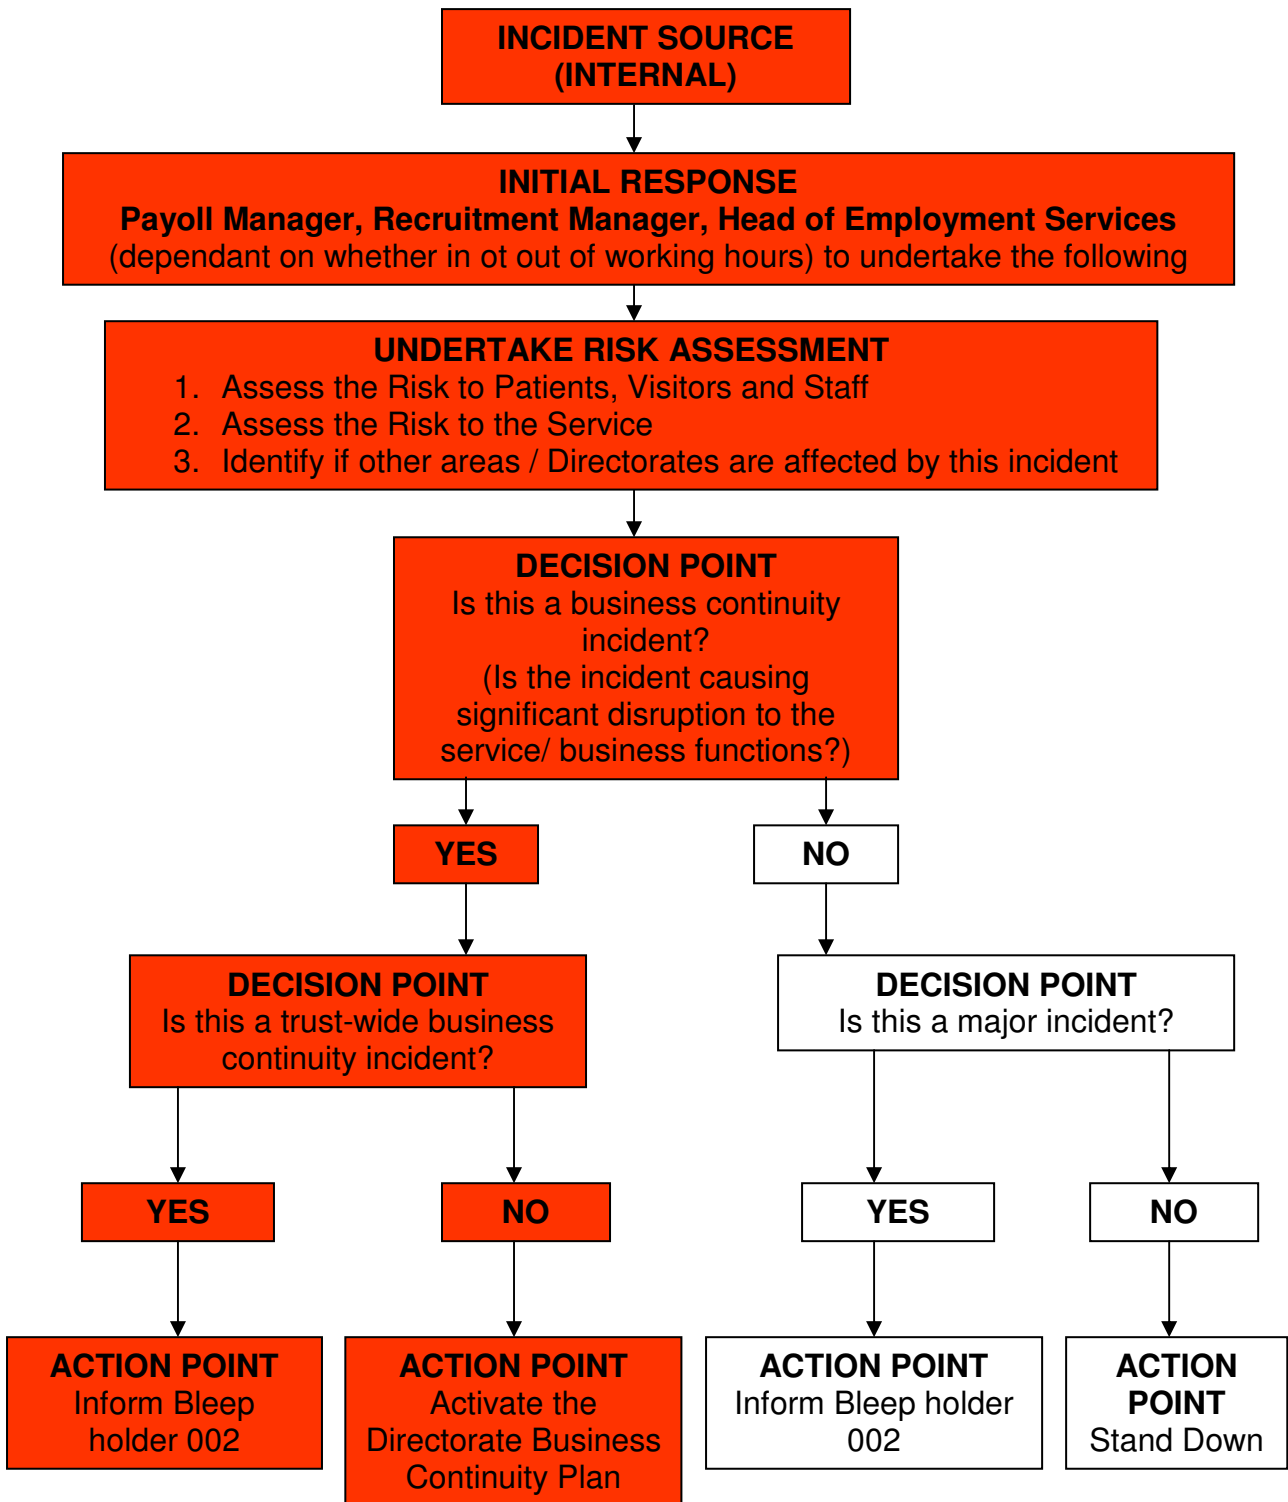 INCIDENT SOURCE
(INTERNAL)
INITIAL RESPONSE
Payoll Manager, Recruitment Manager, Head of Employment Services
(dependant on whether in ot out of working hours) to undertake the following
UNDERTAKE RISK ASSESSMENT
1. Assess the Risk to Patients, Visitors and Staff
2. Assess the Risk to the Service
3. Identify if other areas / Directorates are affected by this incident
DECISION POINT
Is this a business continuity
incident?
(Is the incident causing
significant disruption to the
service/ business functions?)
YES
NO
DECISION POINT
Is this a trust-wide business
continuity incident?
DECISION POINT
Is this a major incident?
YES
NO
YES
NO
ACTION POINT
Inform Bleep
holder 002
ACTION POINT
Activate the
Directorate Business
Continuity Plan
ACTION POINT
Inform Bleep holder
002
ACTION
POINT
Stand Down